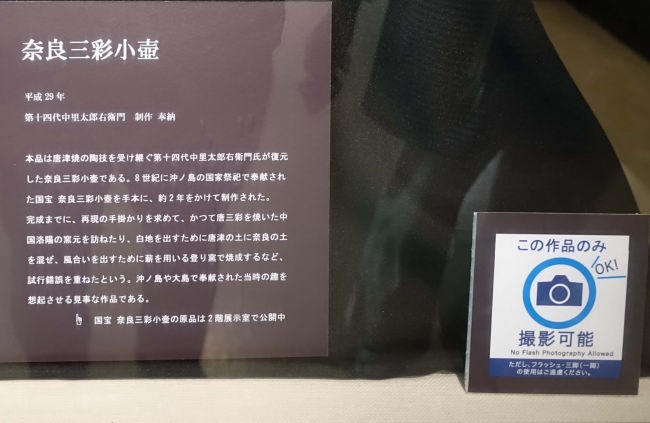 奈良三彩小壺
平成29年
第十四代中里太郎右衛門　制作 奉納
本品は唐津焼の陶技を受け継ぐ第十四代中里太郎右衛門氏が復元
した奈良三彩小壺である。8世紀に沖ノ島の国家祭祀で奉献され
た国宝 奈良三彩小壺を手本に、約2年をかけて制作された。
完成までに、再現の手掛かりを求めて、かつて唐三彩を焼いた中
国洛陽の窯元を訪ねたり、白地を出すために唐津の土に奈良の土
を混ぜ、風合いを出すために薪を用いる登り窯で焼成するなど、
試行錯誤を重ねたという。沖ノ島や大島で奉献された当時の趣を
想起させる見事な作品である。
国宝 奈良三彩小壺の原品は2階展示室で公開中
この作品のみ
OK!
撮影可能
No Flash Photography Allowed
ただし、フラッシュ・三脚（一脚）
の使用はご遠慮ください。